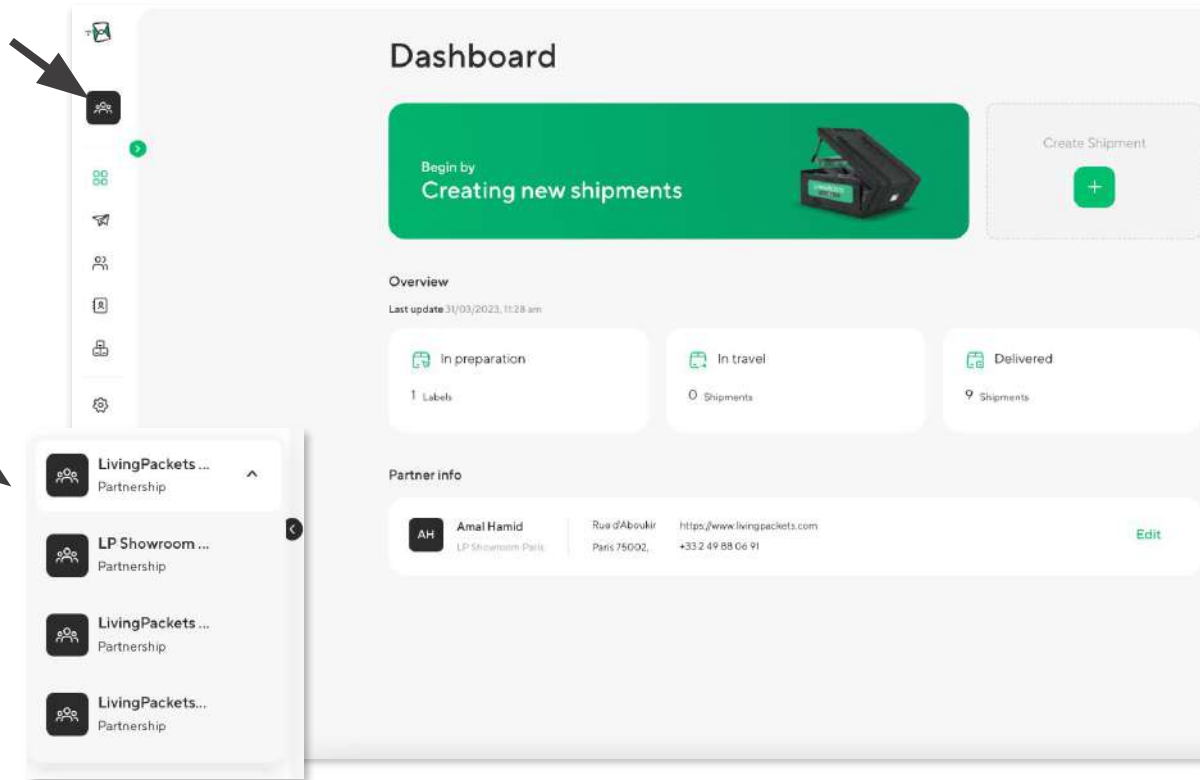 Dashboard
Begin by
Creating new shipments
Create Shipment
Overview
Last update 31/03/2023, 11:28 am
In preparation
1 Labels
In travel
0 Shipments
Delivered
9 Shipments
Partner info
AH
Amal Hamid
LP Showroom Paris
Rue d'Aboukir
Paris 75002,
https://www.livingpackets.com
+33 2 49 88 06 91
Edit
LivingPackets ...
Partnership
LP Showroom ...
Partnership
LivingPackets ...
Partnership
LivingPackets...
Partnership